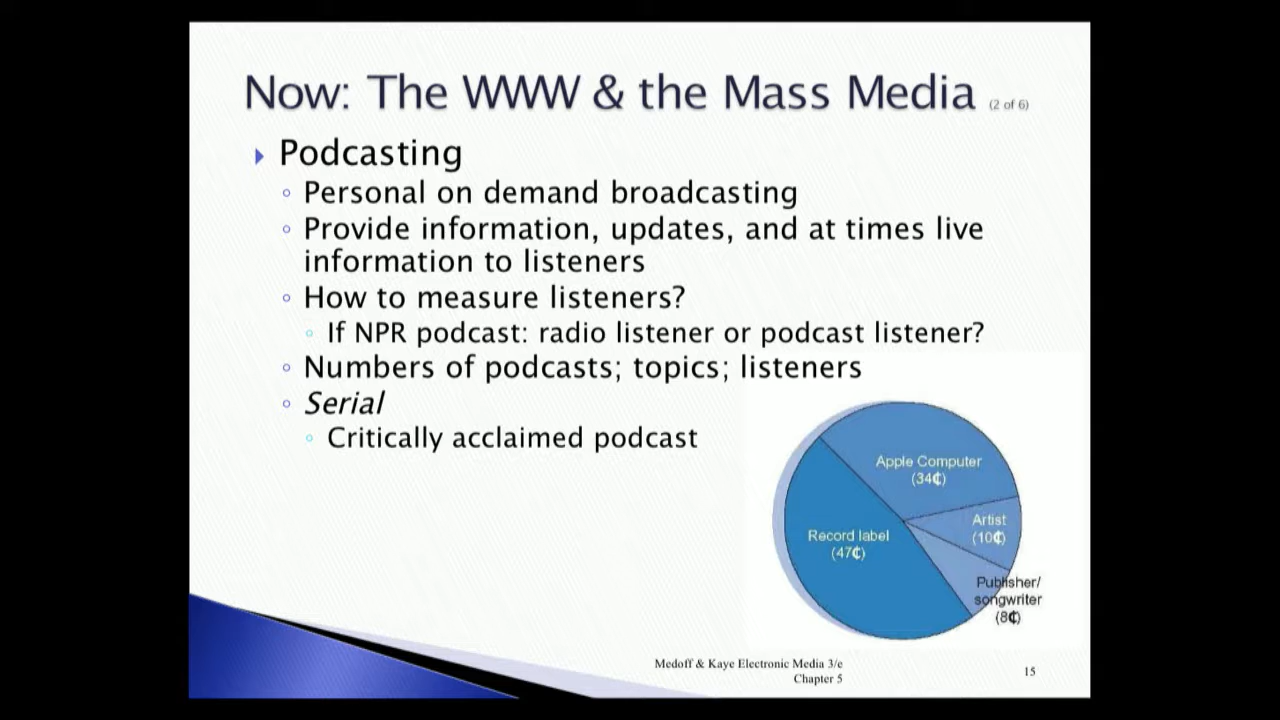 Now: The WWW & the Mass Media (2 of 6)
Podcasting
Personal on demand broadcasting
Provide information, updates, and at times live
information to listeners
How to measure listeners?
If NPR podcast: radio listener or podcast listener?
Numbers of podcasts; topics; listeners
Serial
Critically acclaimed podcast
Apple Computer
(34¢)
Artist
(10¢)
Record label
(47¢)
Publisher/
songwriter
(8¢)
Medoff & Kaye Electronic Media 3/e
Chapter 5
15